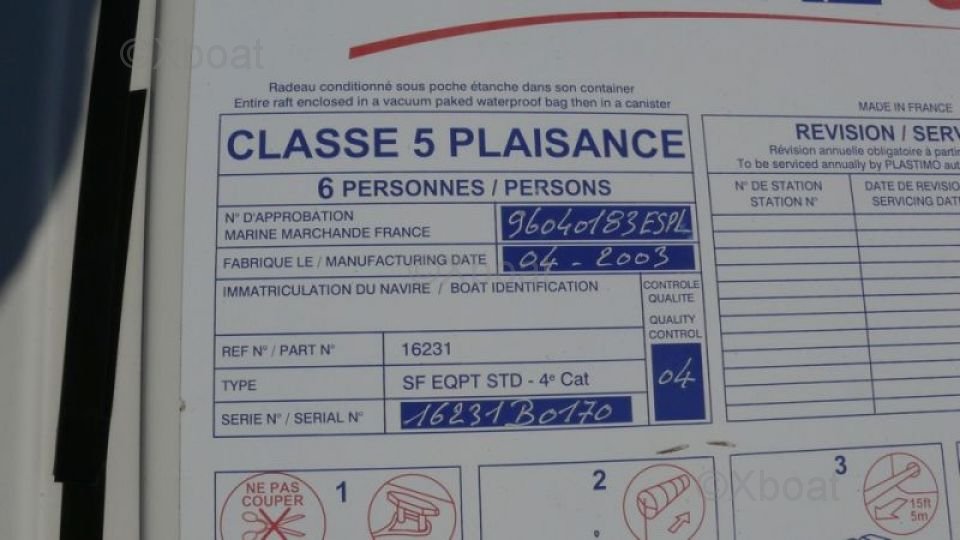 ©Xboat
Radeau conditionné sous poche étanche dans son container
Entire raft enclosed in a vacuum paked waterproof bag then in a canister
CLASSE 5 PLAISANCE
6 PERSONNES / PERSONS
N° D'APPROBATION
MARINE MARCHANDE FRANCE
96040183ESPL
FABRIQUE LE / MANUFACTURING DATE
04 - 2003
©Xboat
IMMATRICULATION DU NAVIRE / BOAT IDENTIFICATION
CONTROLE
QUALITE
QUALITY
CONTROL
04
REF N° / PART N°
16231
TYPE
SF EQPT STD - 4e Cat
SERIE N° / SERIAL N°
16231B0170
MADE IN FRANCE
REVISION / SERV
Révision annuelle obligatoire à parti
To be serviced annually by PLASTIMO aut
N° DE STATION
STATION N°
DATE DE REVISIO
SERVICING DAT
NE PAS
COUPER
1
2
©Xboat
3
15ft
5m